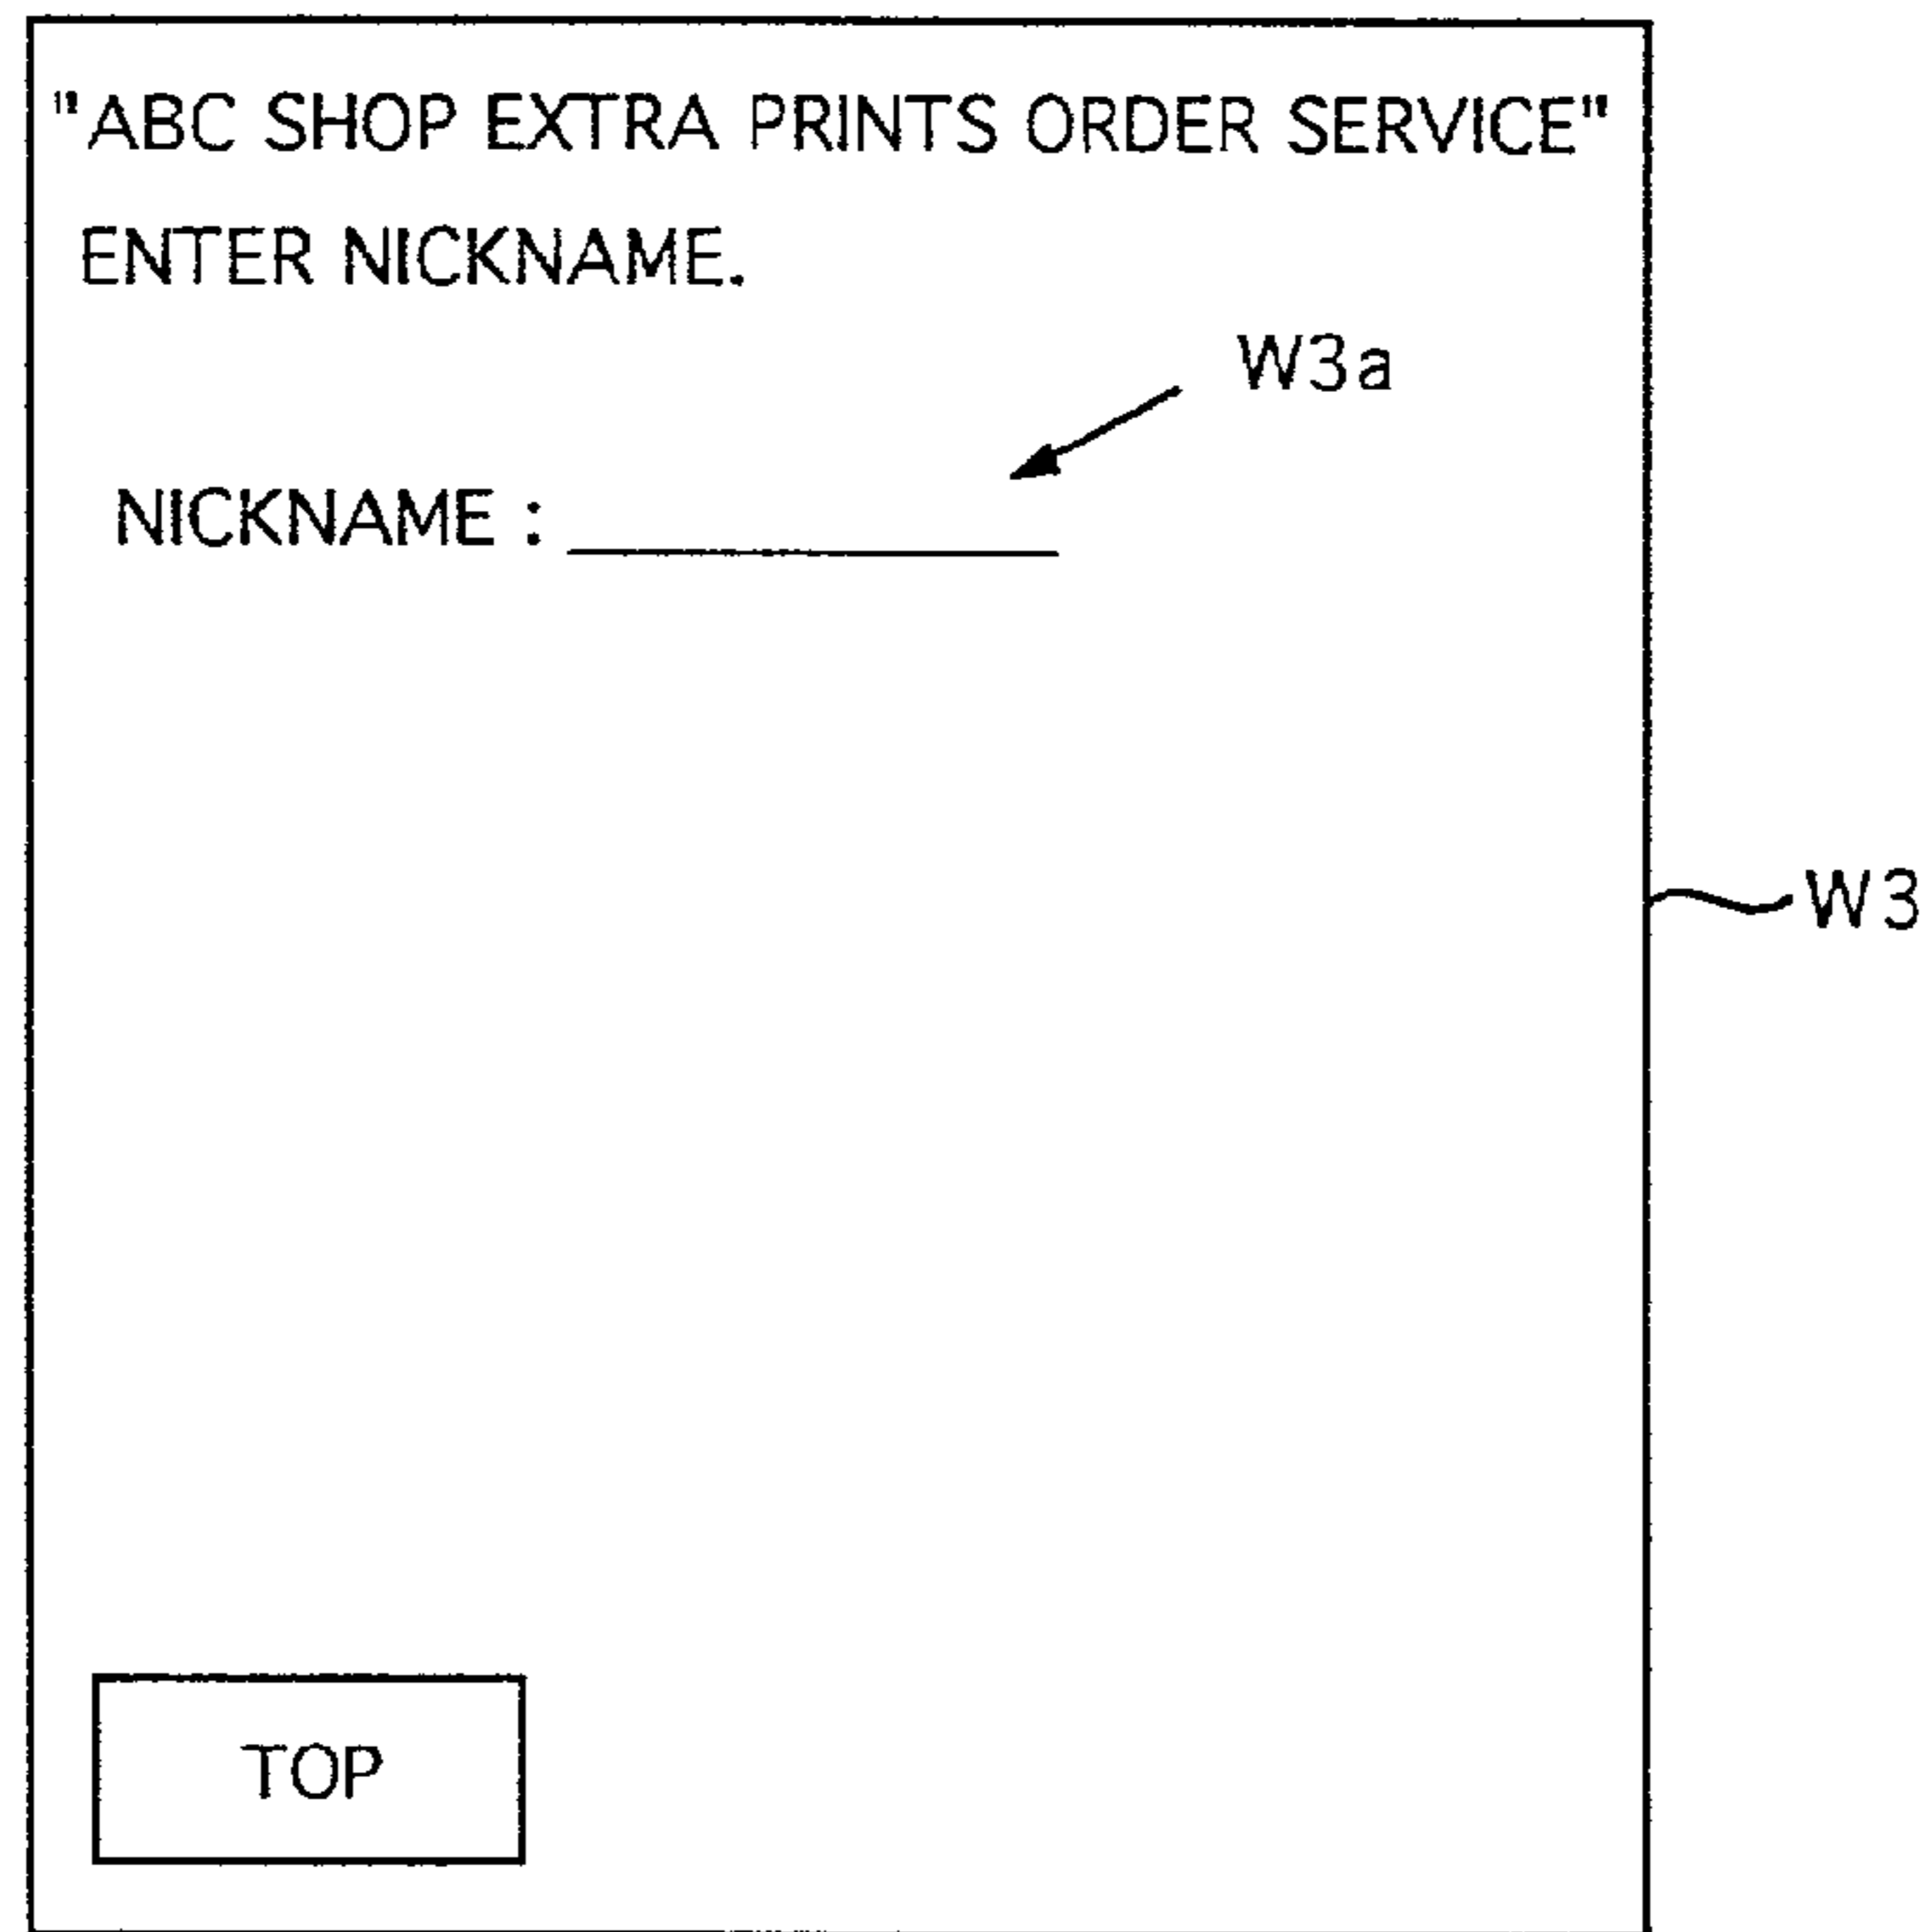 "ABC SHOP EXTRA PRINTS ORDER SERVICE"
ENTER NICKNAME.
W3a
NICKNAME :
W3
TOP